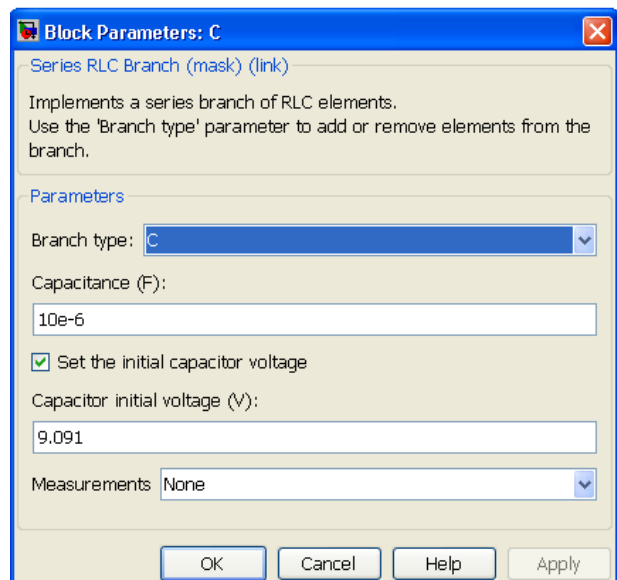 Block Parameters: C
Series RLC Branch (mask) (link)
Implements a series branch of RLC elements.
Use the 'Branch type' parameter to add or remove elements from the
branch.
Parameters
Branch type: C
Capacitance (F):
10e-6
Set the initial capacitor voltage
Capacitor initial voltage (V):
9.091
Measurements None
OK Cancel Help Apply